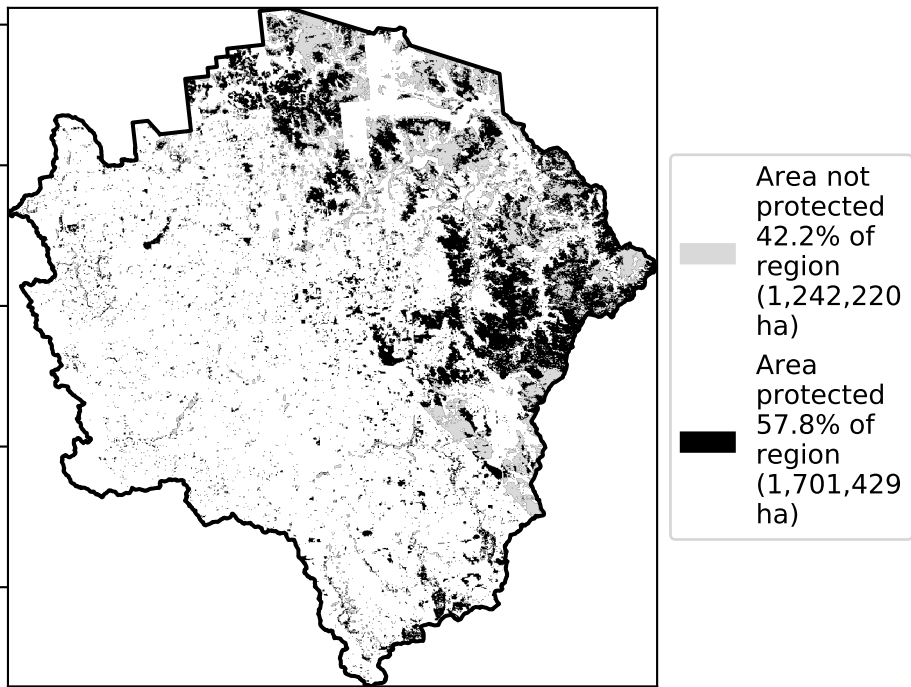 Area not
protected
42.2% of
region
(1,242,220
ha)
Area
protected
57.8% of
region
(1,701,429
ha)